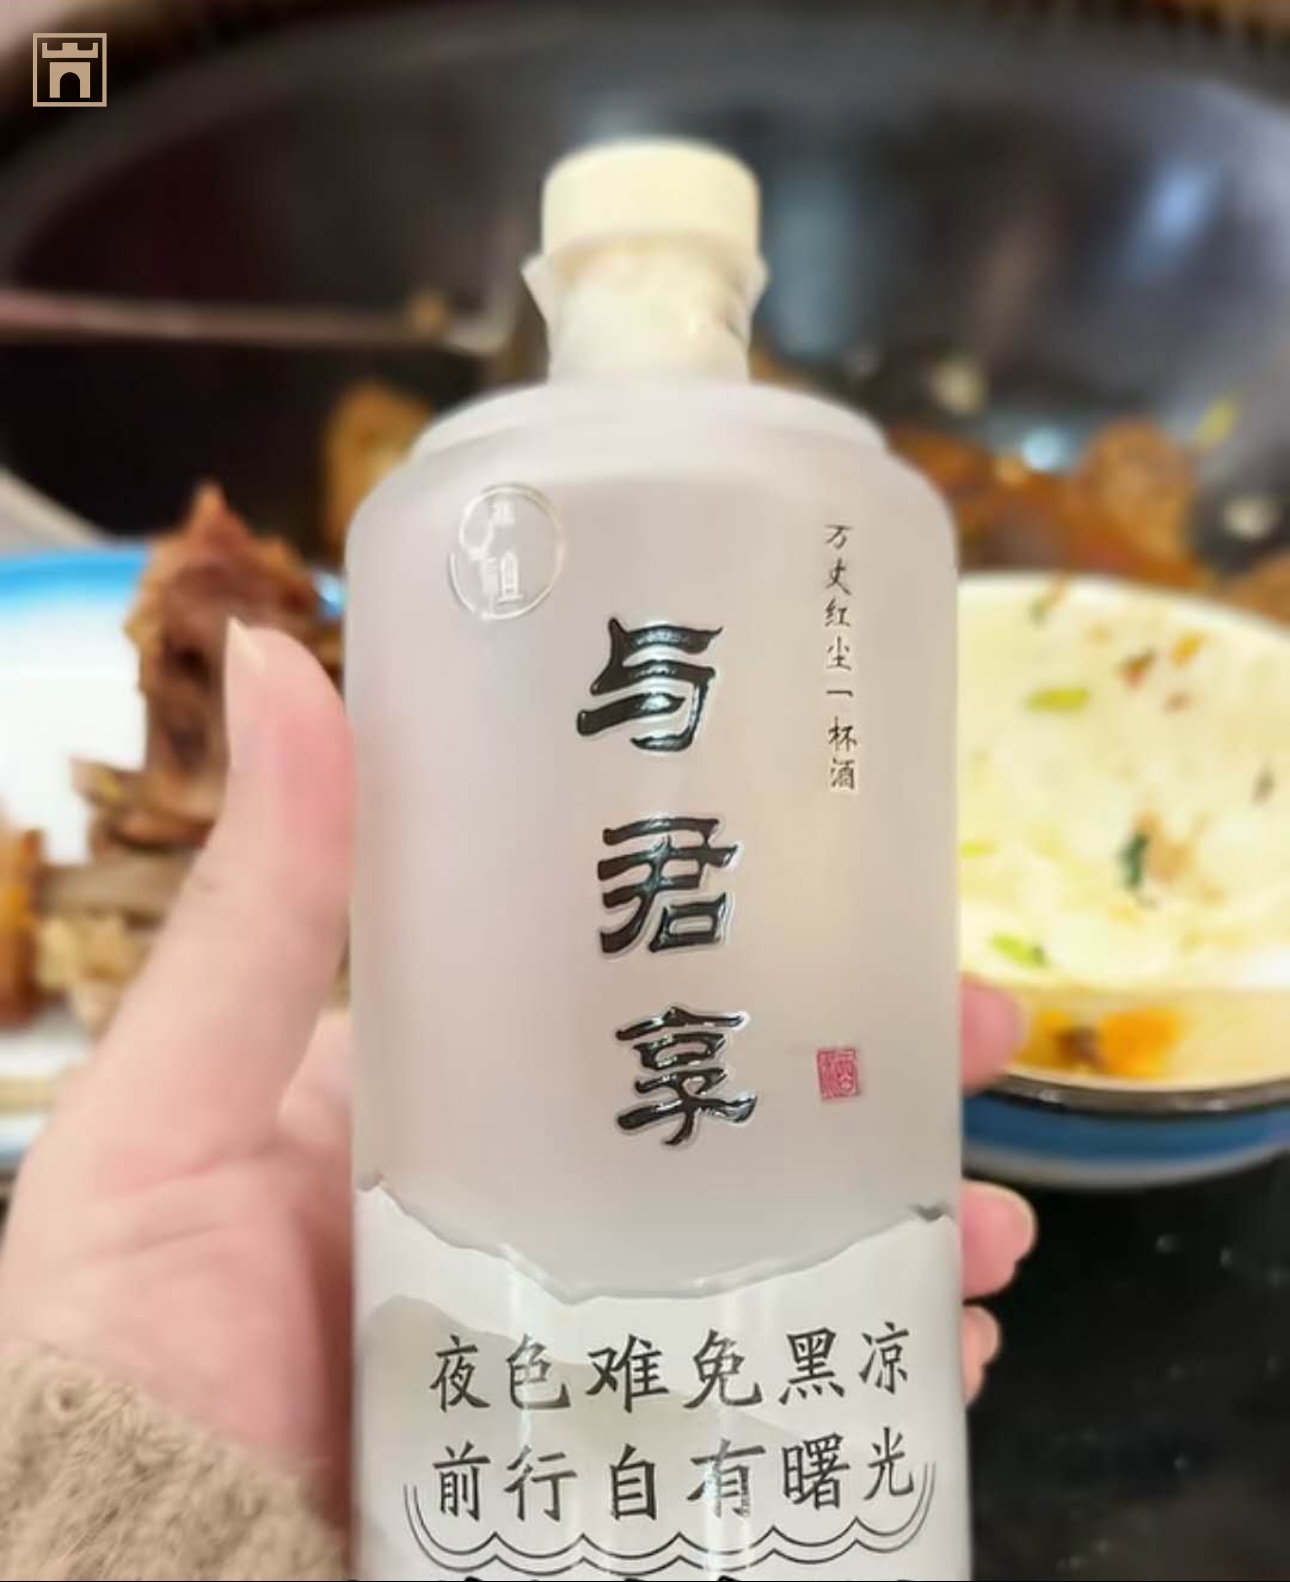 万丈红尘一杯酒
与君享
夜色难免黑凉
前行自有曙光